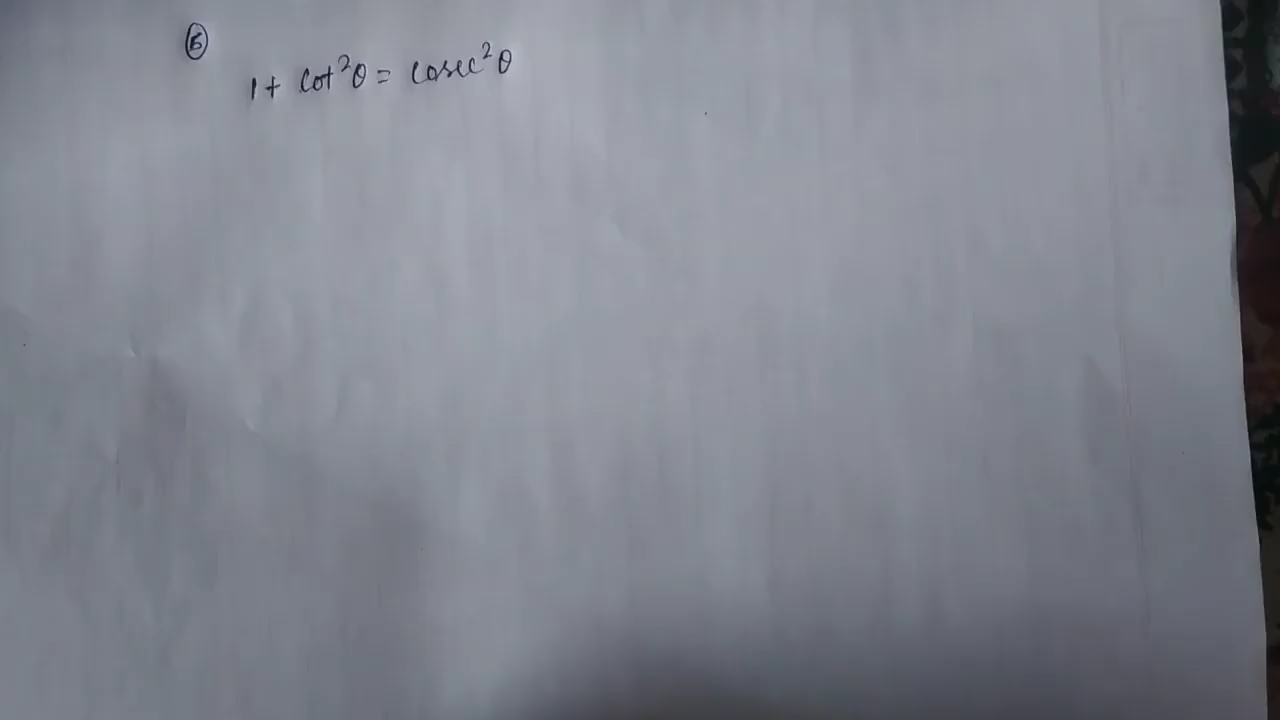 ⑥
1 + cot²θ = cosec²θ